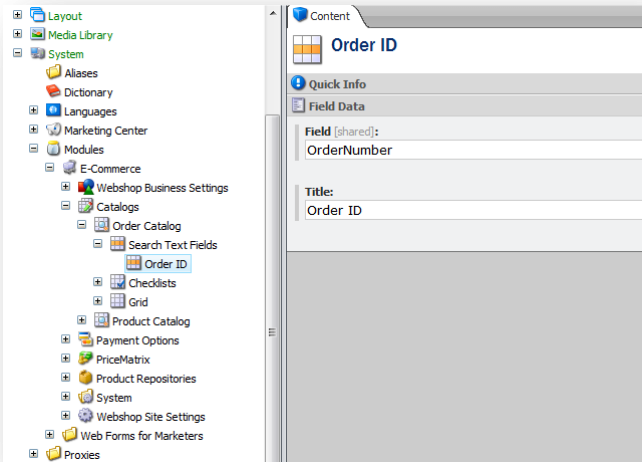 Layout
Media Library
System
Aliases
Dictionary
Languages
Marketing Center
Modules
E-Commerce
Webshop Business Settings
Catalogs
Order Catalog
Search Text Fields
Order ID
Checklists
Grid
Product Catalog
Payment Options
PriceMatrix
Product Repositories
System
Webshop Site Settings
Web Forms for Marketers
Proxies
Content
Order ID
Quick Info
Field Data
Field [shared]:
OrderNumber
Title:
Order ID